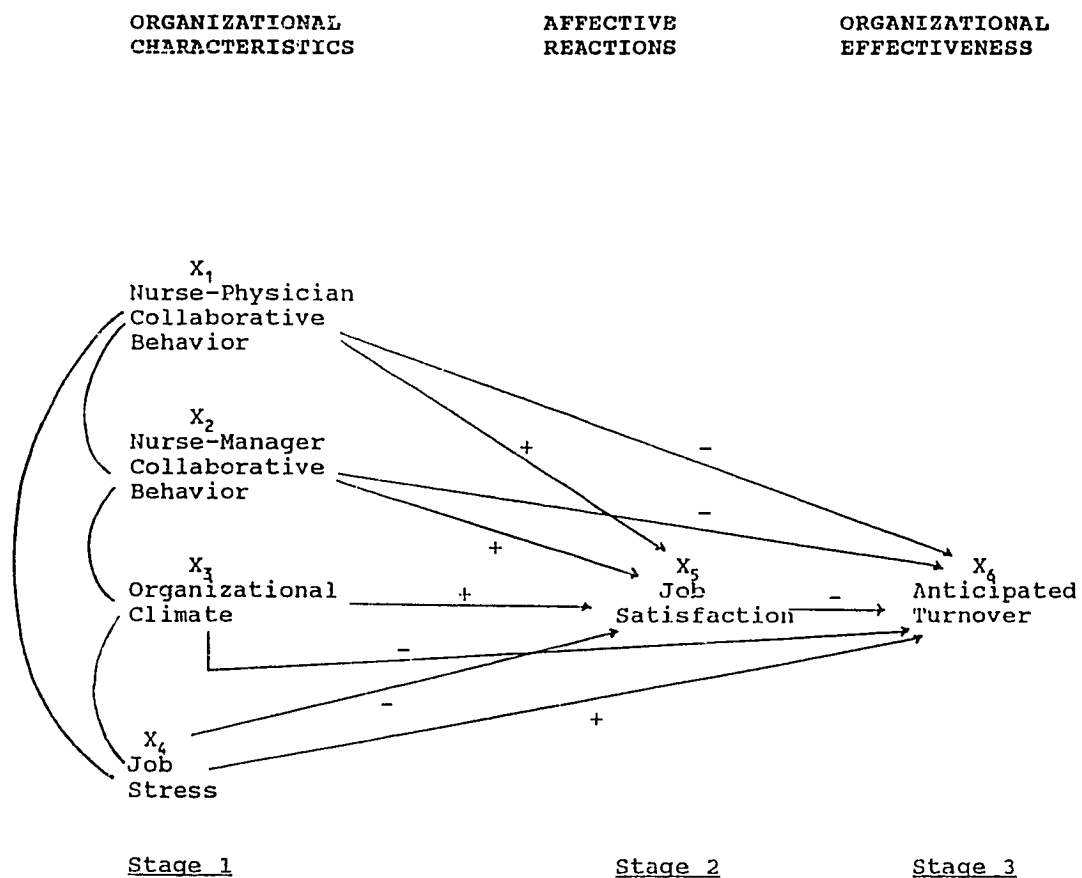 ORGANIZATIONAL
CHARACTERISTICS
AFFECTIVE
REACTIONS
ORGANIZATIONAL
EFFECTIVENESS
X1
Nurse-Physician
Collaborative
Behavior
X2
Nurse-Manager
Collaborative
Behavior
X3
Organizational
Climate
X4
Job
Stress
+
-
-
+
+
-
-
+
X5
Job
Satisfaction
-
X6
Anticipated
Turnover
Stage 1
Stage 2
Stage 3